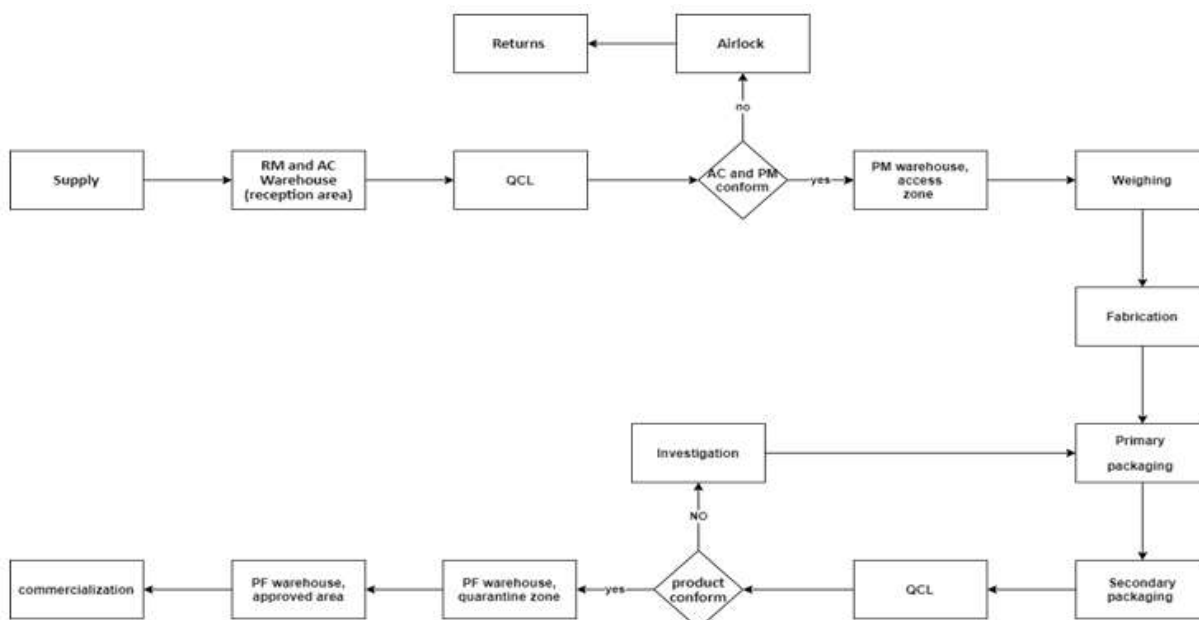 Returns
Airlock
no
Supply
RM and AC
Warehouse
(reception area)
QCL
AC and PM
conform
yes
PM warehouse,
access
zone
Weighing
Fabrication
Investigation
Primary
packaging
NO
commercialization
PF warehouse,
approved area
PF warehouse,
quarantine zone
yes
product
conform
QCL
Secondary
packaging